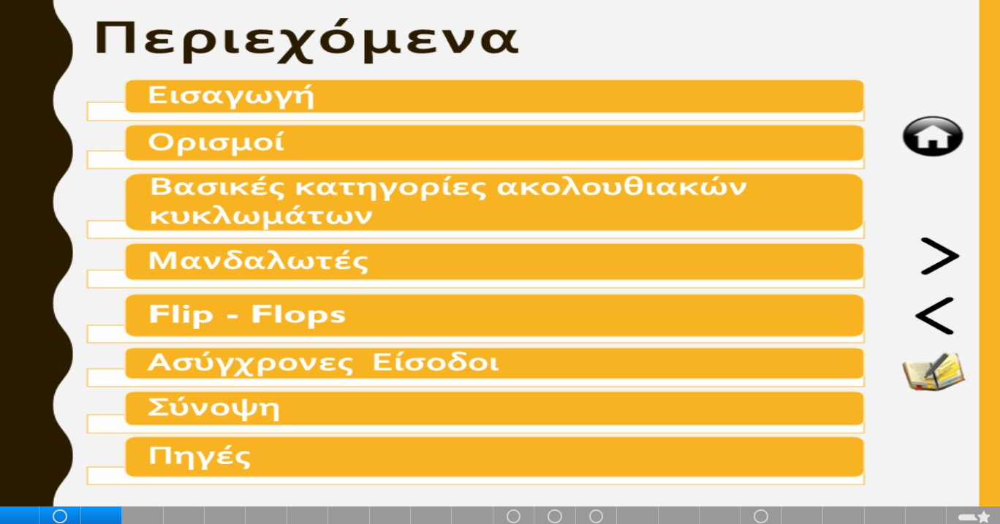 Περιεχόμενα
Εισαγωγή
Ορισμοί
Βασικές κατηγορίες ακολουθιακών
κυκλωμάτων
Μανδαλωτές
Flip - Flops
Ασύγχρονες  Είσοδοι
Σύνοψη
Πηγές